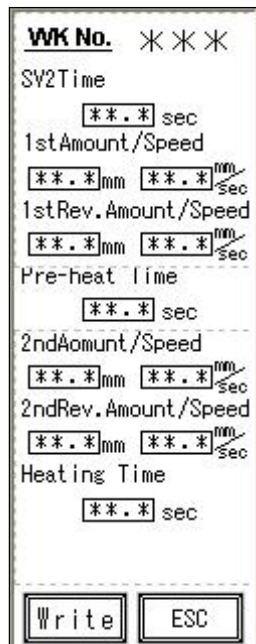 WK No. ＊＊＊
SV2Time
**.* sec
1stAmount/Speed
**.* mm **.* mm/sec
1stRev.Amount/Speed
**.* mm **.* mm/sec
Pre-heat Time
**.* sec
2ndAomunt/Speed
**.* mm **.* mm/sec
2ndRev.Amount/Speed
**.* mm **.* mm/sec
Heating Time
**.* sec
Write ESC